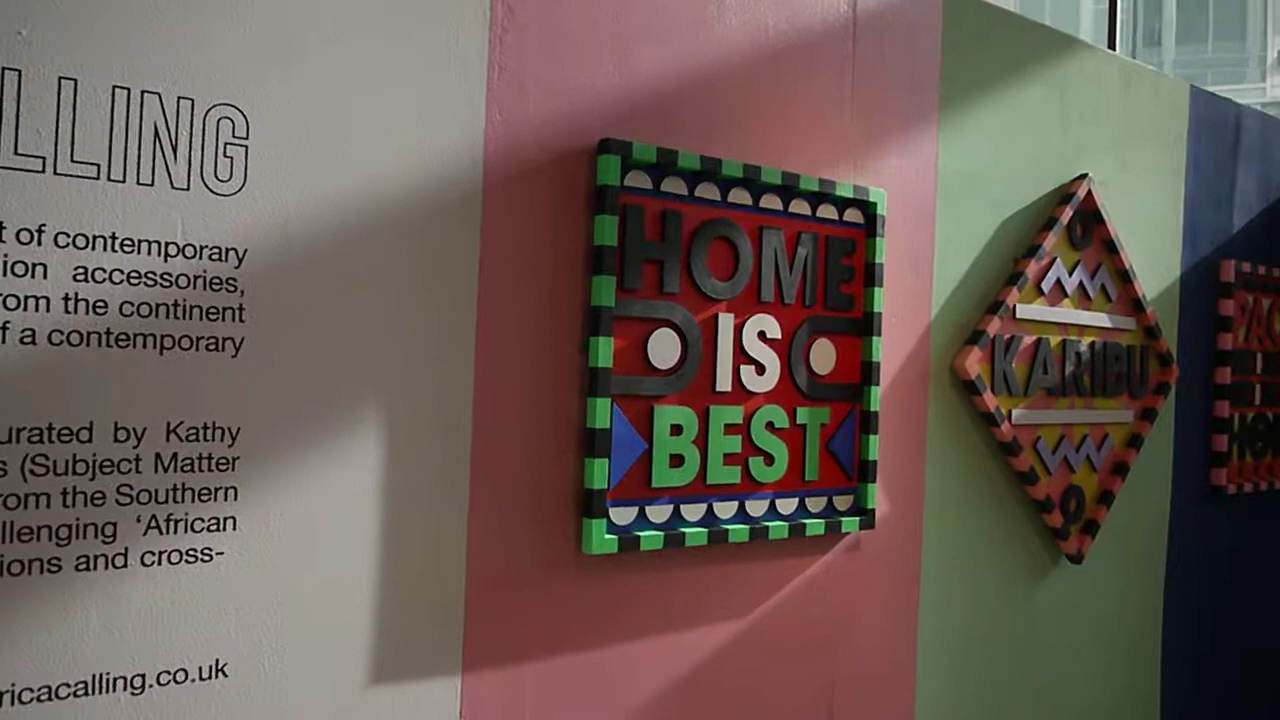 LLING
t of contemporary
ion accessories,
rom the continent
f a contemporary
urated by Kathy
s (Subject Matter
rom the Southern
llenging ‘African
ions and cross-
ricacalling.co.uk
HOME
IS
BEST
KARIBU